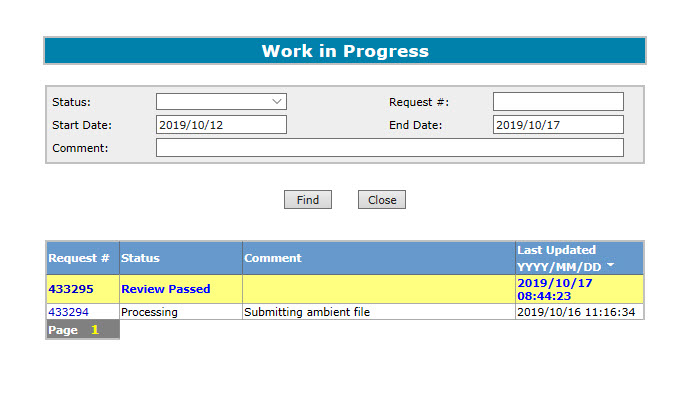 Work in Progress
Status: Request #:
Start Date: 2019/10/12 End Date: 2019/10/17
Comment:
Find Close
Request # Status Comment Last Updated
YYYY/MM/DD
433295 Review Passed 2019/10/17
08:44:23
433294 Processing Submitting ambient file 2019/10/16 11:16:34
Page 1